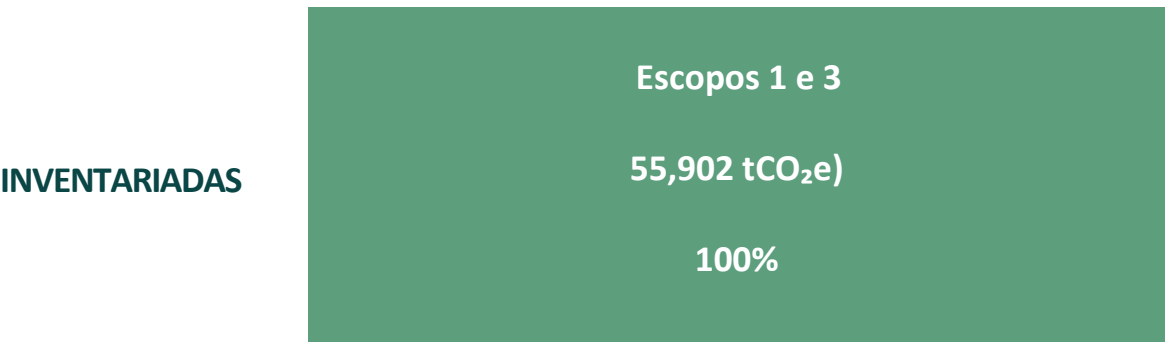 INVENTARIADAS
Escopos 1 e 3
55,902 tCO₂e)
100%